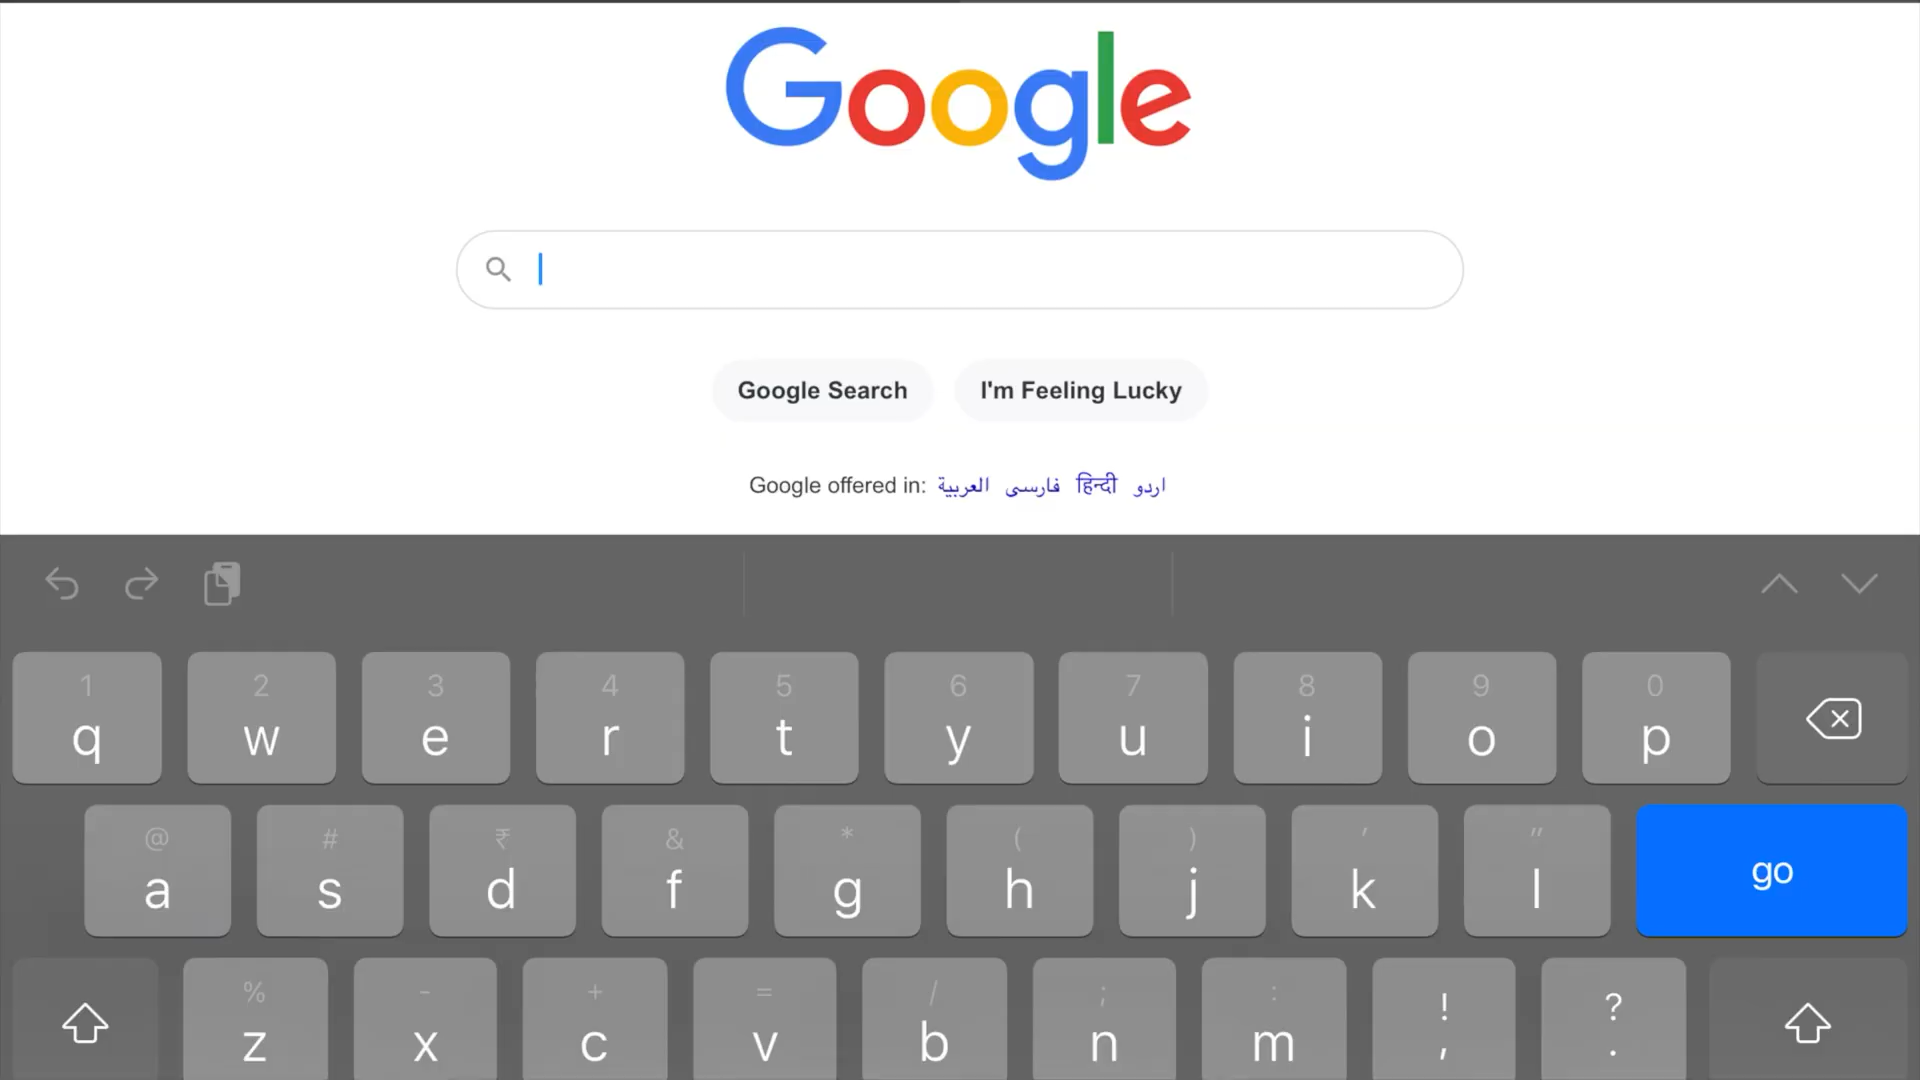 Google
Google Search I'm Feeling Lucky
Google offered in: العربية فارسی हिन्दी اردو
1 2 3 4 5 6 7 8 9 0
q w e r t y u i o p
@ # ₹ & * ( ) ' "
a s d f g h j k l go
% - + = / ; : ! ?
z x c v b n m , .